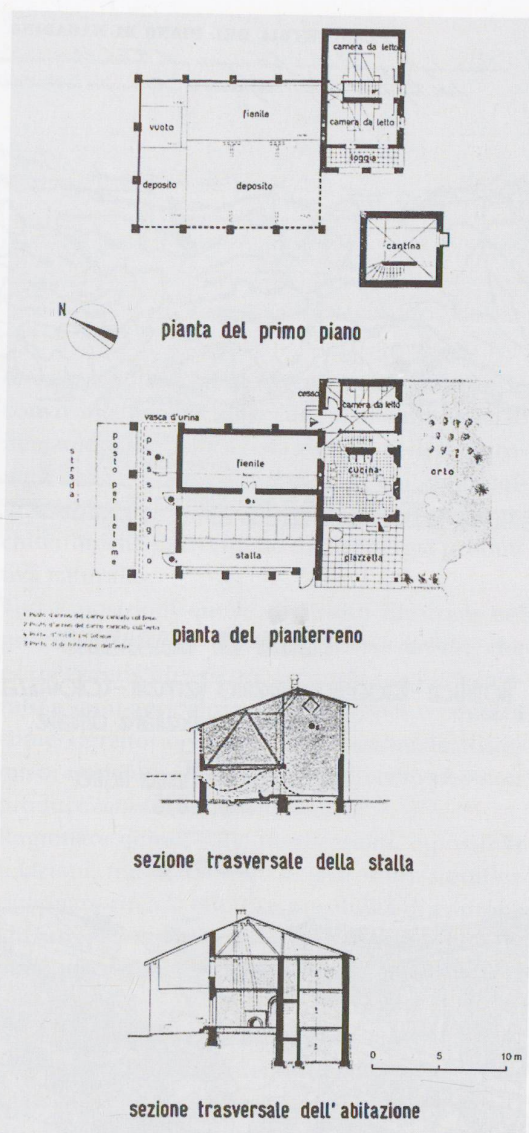 camera da letto
fienile
vuoto
camera da letto
loggia
deposito
deposito
cantina
N
pianta del primo piano
cesso
camera da letto
vasca d'urina
strada
posto per letame
passaggio
fienile
cucina
orto
stalla
piazzetta
pianta del pianterreno
sezione trasversale della stalla
0 5 10 m
sezione trasversale dell'abitazione